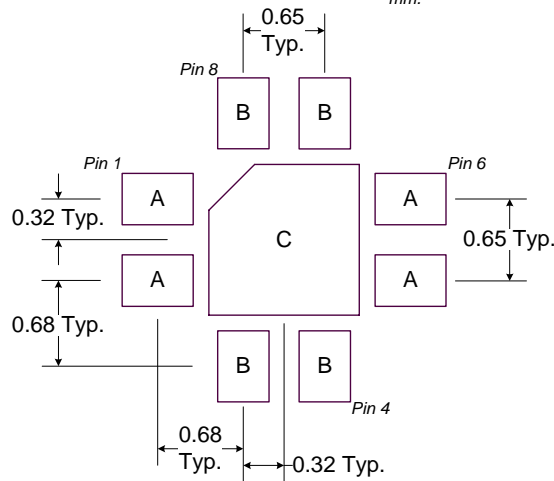 mm.
0.65
Typ.
Pin 8
B B
Pin 1
Pin 6
A A
0.32 Typ.
C
0.65 Typ.
A A
0.68 Typ.
B B
Pin 4
0.68
Typ.
0.32 Typ.